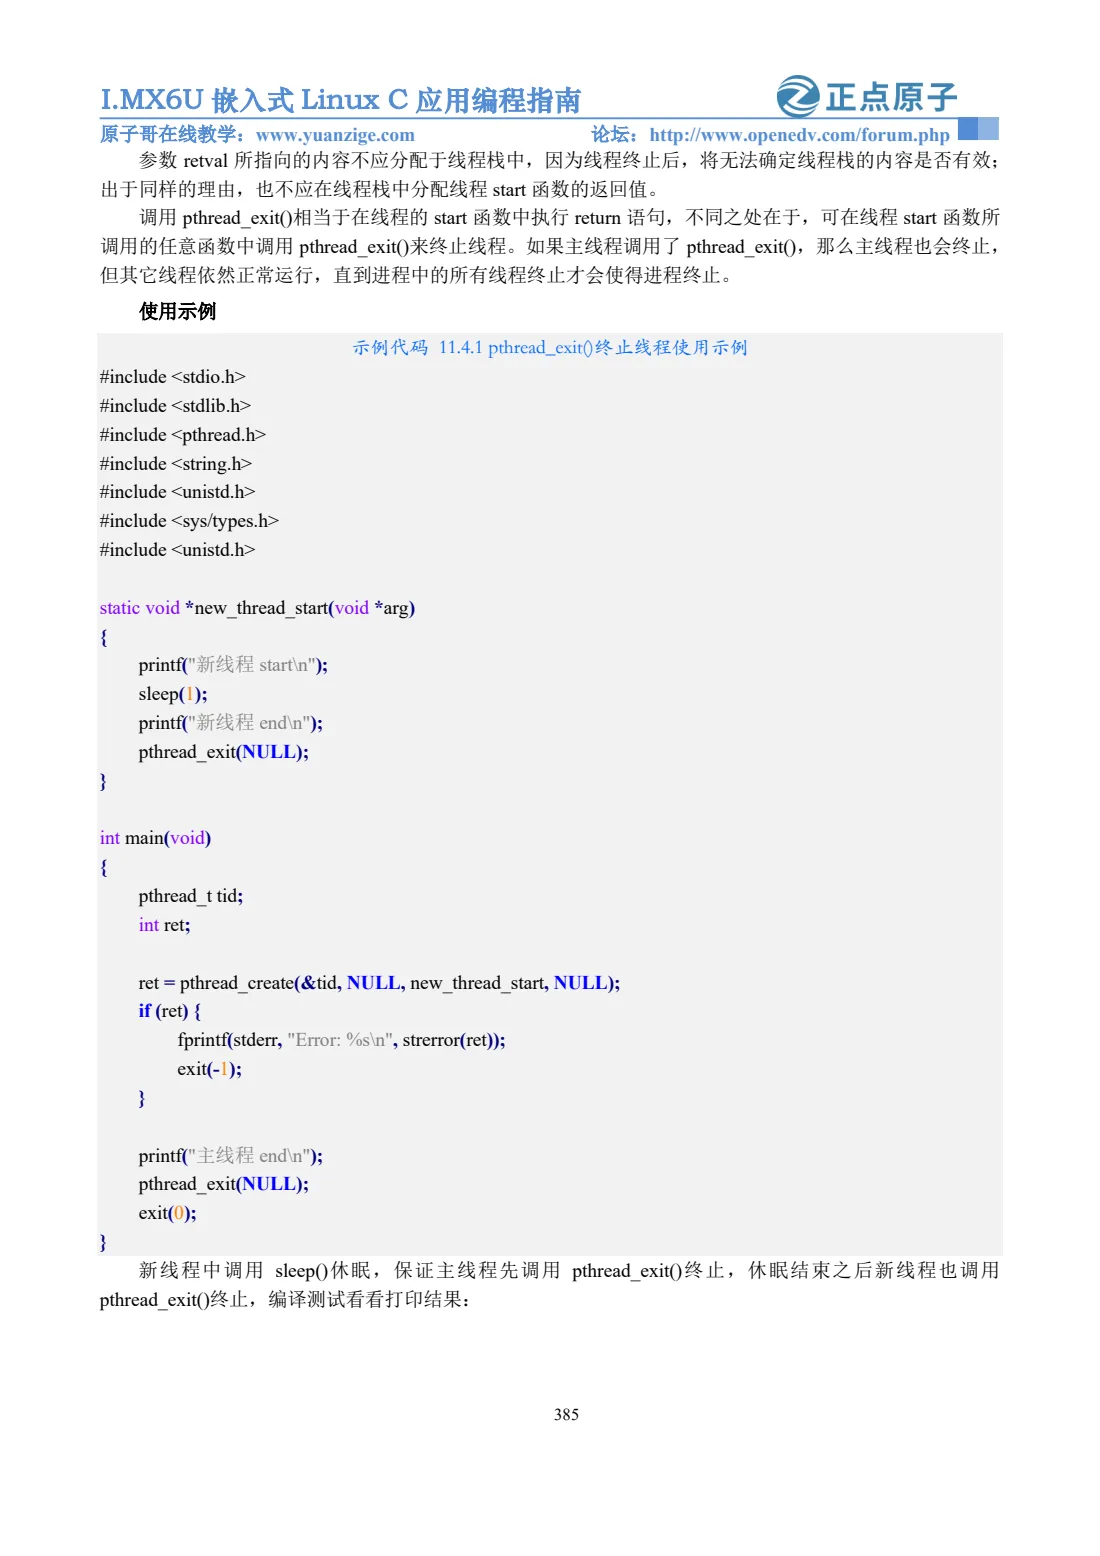 I.MX6U 嵌入式 Linux C 应用编程指南
正点原子
原子哥在线教学：www.yuanzige.com 论坛：http://www.openedv.com/forum.php
参数 retval 所指向的内容不应分配于线程栈中，因为线程终止后，将无法确定线程栈的内容是否有效；
出于同样的理由，也不应在线程栈中分配线程 start 函数的返回值。
调用 pthread_exit()相当于在线程的 start 函数中执行 return 语句，不同之处在于，可在线程 start 函数所
调用的任意函数中调用 pthread_exit()来终止线程。如果主线程调用了 pthread_exit()，那么主线程也会终止，
但其它线程依然正常运行，直到进程中的所有线程终止才会使得进程终止。
使用示例
示例代码 11.4.1 pthread_exit()终止线程使用示例
#include <stdio.h>
#include <stdlib.h>
#include <pthread.h>
#include <string.h>
#include <unistd.h>
#include <sys/types.h>
#include <unistd.h>
static void *new_thread_start(void *arg)
{
printf("新线程 start\n");
sleep(1);
printf("新线程 end\n");
pthread_exit(NULL);
}
int main(void)
{
pthread_t tid;
int ret;
ret = pthread_create(&tid, NULL, new_thread_start, NULL);
if (ret) {
fprintf(stderr, "Error: %s\n", strerror(ret));
exit(-1);
}
printf("主线程 end\n");
pthread_exit(NULL);
exit(0);
}
新线程中调用 sleep()休眠，保证主线程先调用 pthread_exit()终止，休眠结束之后新线程也调用
pthread_exit()终止，编译测试看看打印结果：
385